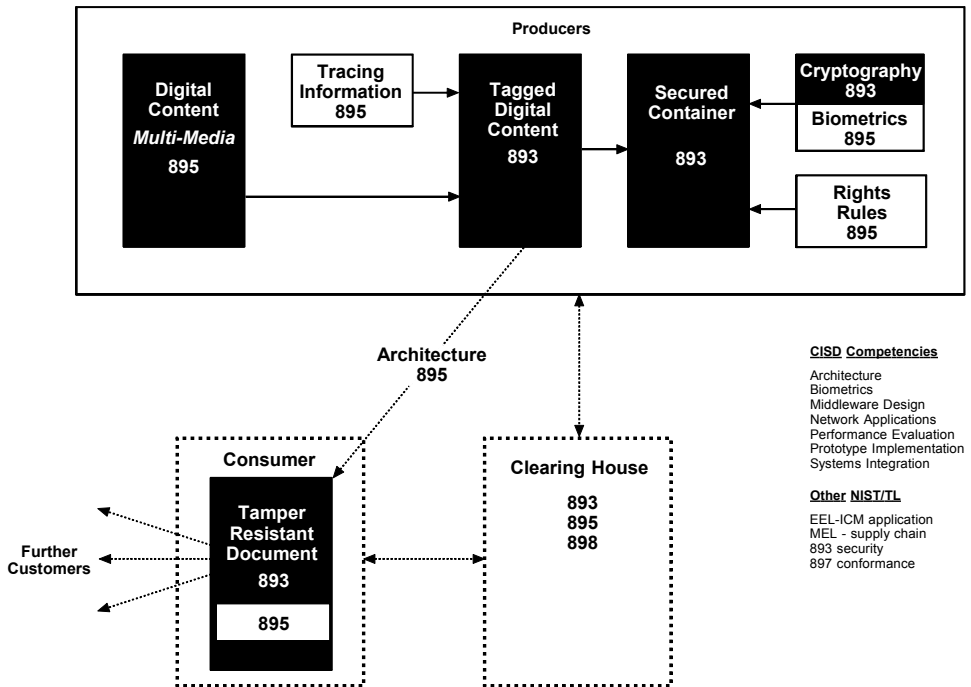 Producers
Digital
Content
Multi-Media
895
Tracing
Information
895
Tagged
Digital
Content
893
Secured
Container
893
Cryptography
893
Biometrics
895
Rights
Rules
895
Architecture
895
CISD Competencies
Architecture
Biometrics
Middleware Design
Network Applications
Performance Evaluation
Prototype Implementation
Systems Integration
Other NIST/TL
EEL-ICM application
MEL - supply chain
893 security
897 conformance
Consumer
Tamper
Resistant
Document
893
895
Clearing House
893
895
898
Further
Customers